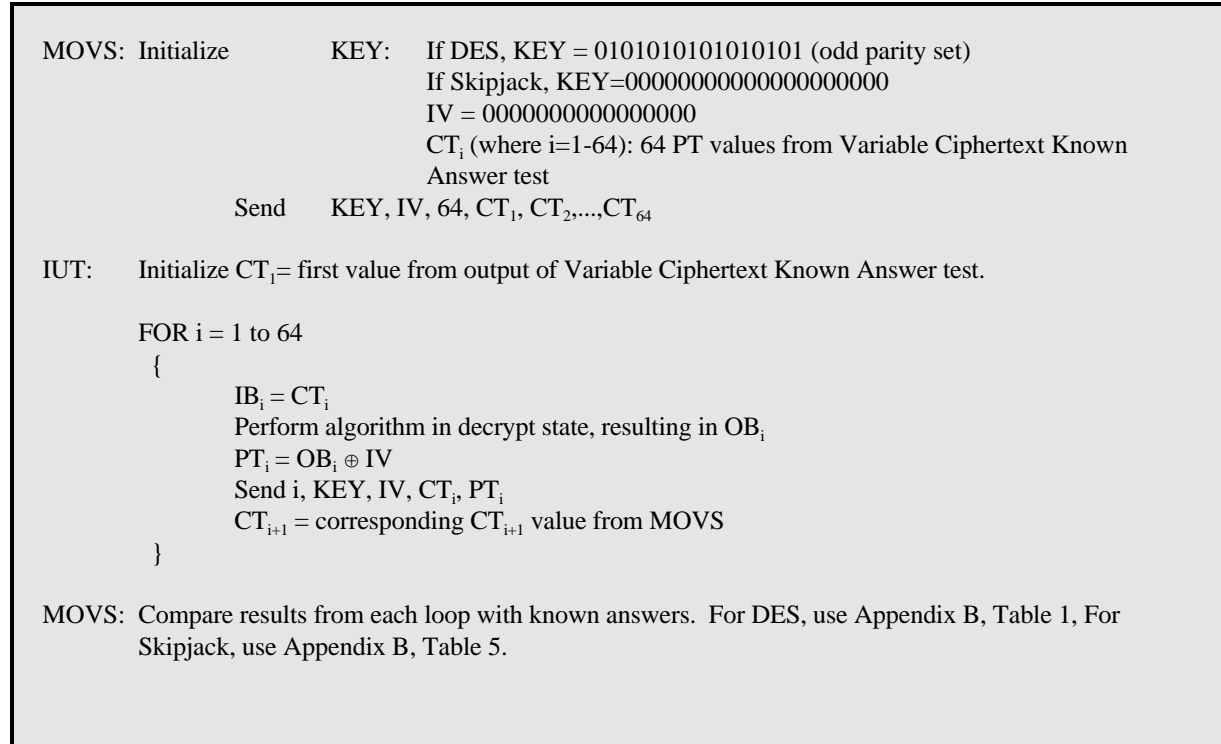 MOVS: Initialize KEY: If DES, KEY = 0101010101010101 (odd parity set)
If Skipjack, KEY=00000000000000000000
IV = 0000000000000000
CTi (where i=1-64): 64 PT values from Variable Ciphertext Known
Answer test
Send KEY, IV, 64, CT1, CT2,...,CT64
IUT: Initialize CT1= first value from output of Variable Ciphertext Known Answer test.
FOR i = 1 to 64
{
IBi = CTi
Perform algorithm in decrypt state, resulting in OBi
PTi = OBi ⊕ IV
Send i, KEY, IV, CTi, PTi
CTi+1 = corresponding CTi+1 value from MOVS
}
MOVS: Compare results from each loop with known answers. For DES, use Appendix B, Table 1, For
Skipjack, use Appendix B, Table 5.